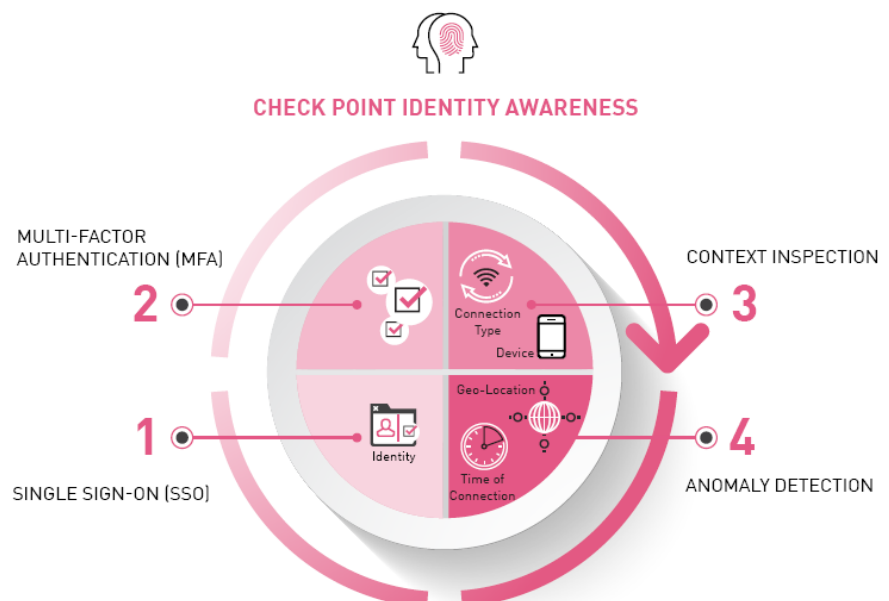 CHECK POINT IDENTITY AWARENESS
MULTI-FACTOR
AUTHENTICATION (MFA)
2
CONTEXT INSPECTION
3
Connection
Type
Device
1
SINGLE SIGN-ON (SSO)
Identity
Geo-Location
Time of
Connection
4
ANOMALY DETECTION